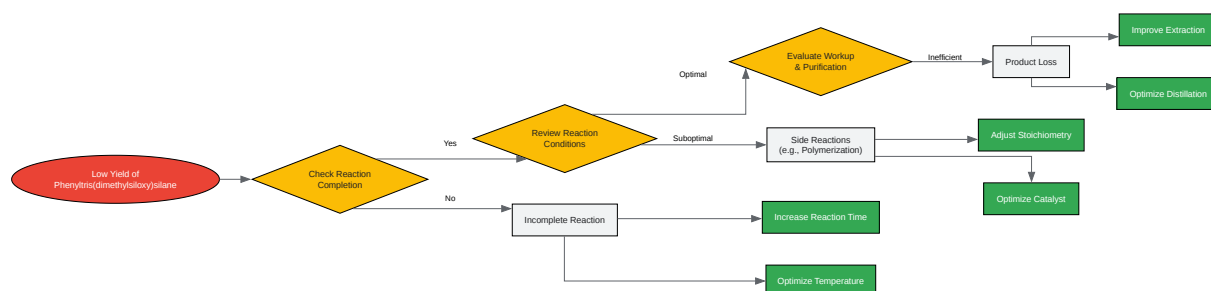 Low Yield of
Phenyltris(dimethylsiloxy)silane
Check Reaction
Completion
Yes
No
Review Reaction
Conditions
Incomplete Reaction
Optimal
Suboptimal
Evaluate Workup
& Purification
Side Reactions
(e.g., Polymerization)
Increase Reaction Time
Optimize Temperature
Inefficient
Product Loss
Adjust Stoichiometry
Optimize Catalyst
Improve Extraction
Optimize Distillation